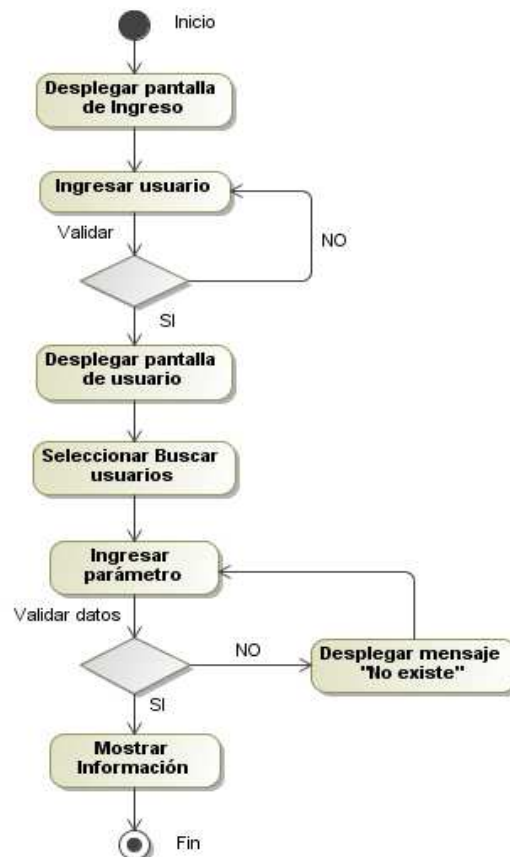 Inicio
Desplegar pantalla
de Ingreso
Ingresar usuario
Validar
NO
SI
Desplegar pantalla
de usuario
Seleccionar Buscar
usuarios
Ingresar
parámetro
Validar datos
NO
Desplegar mensaje
"No existe"
SI
Mostrar
Información
Fin